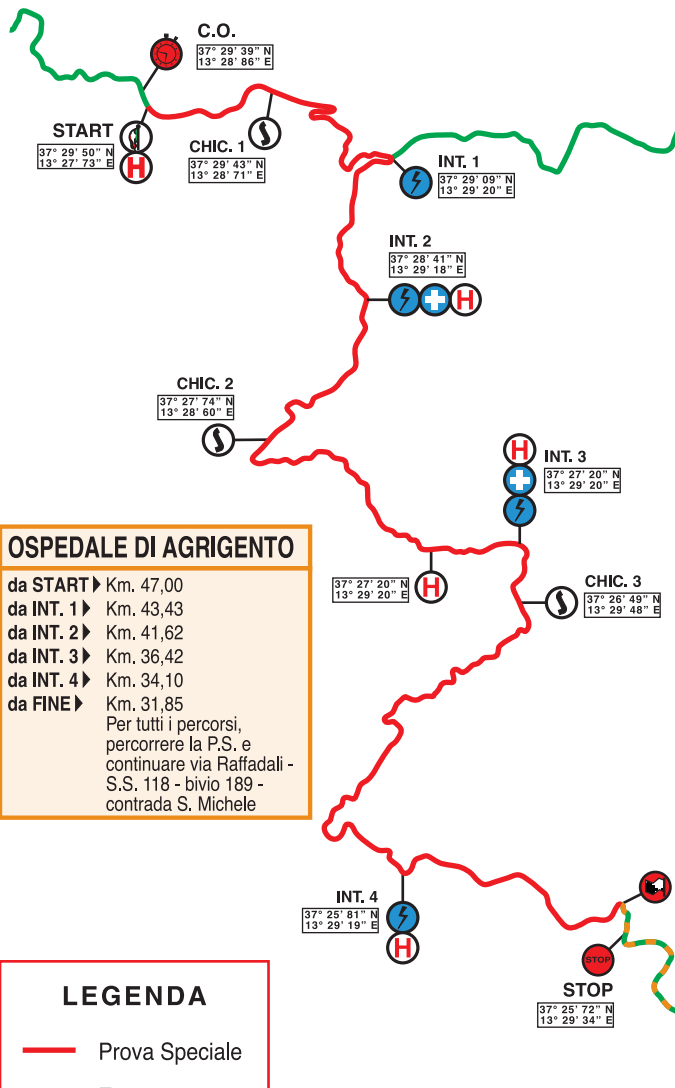 C.O.
37° 29' 39" N
13° 28' 86" E
START
37° 29' 50" N
13° 27' 73" E
H
CHIC. 1
37° 29' 43" N
13° 28' 71" E
INT. 1
37° 29' 09" N
13° 29' 20" E
INT. 2
37° 28' 41" N
13° 29' 18" E
H
CHIC. 2
37° 27' 74" N
13° 28' 60" E
H
INT. 3
37° 27' 20" N
13° 29' 20" E
37° 27' 20" N
13° 29' 20" E
H
CHIC. 3
37° 26' 49" N
13° 29' 48" E
OSPEDALE DI AGRIGENTO
da START Km. 47,00
da INT. 1 Km. 43,43
da INT. 2 Km. 41,62
da INT. 3 Km. 36,42
da INT. 4 Km. 34,10
da FINE Km. 31,85
Per tutti i percorsi,
percorrere la P.S. e
continuare via Raffadali -
S.S. 118 - bivio 189 -
contrada S. Michele
INT. 4
37° 25' 81" N
13° 29' 19" E
H
STOP
STOP
37° 25' 72" N
13° 29' 34" E
LEGENDA
Prova Speciale